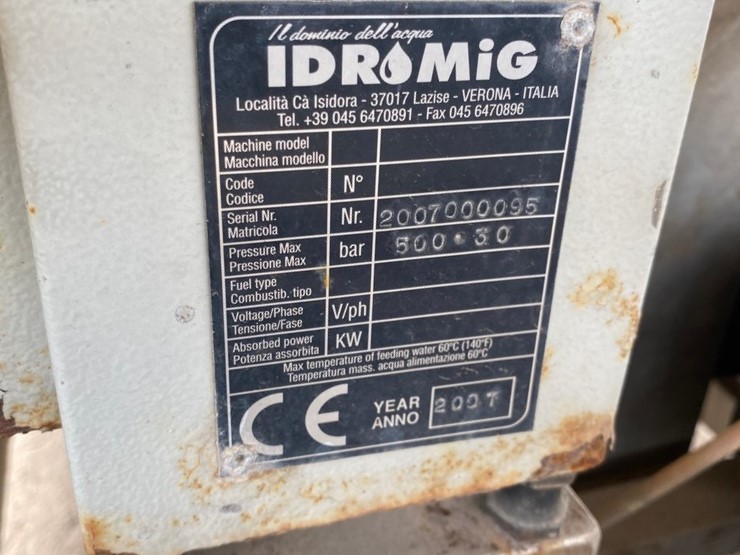 Il dominio dell'acqua
IDROMiG
Località Cà Isidora - 37017 Lazise - VERONA - ITALIA
Tel. +39 045 6470891 - Fax 045 6470896
Machine model
Macchina modello
Code
Codice
N°
Serial Nr.
Matricola
Nr. 2007000095
Pressure Max
Pressione Max
bar 500•30
Fuel type
Combustib. tipo
Voltage/Phase
Tensione/Fase
V/ph
Absorbed power
Potenza assorbita
KW
Max temperature of feeding water 60°C (140°F)
Temperatura mass. acqua alimentazione 60°C
CE
YEAR
ANNO
2007